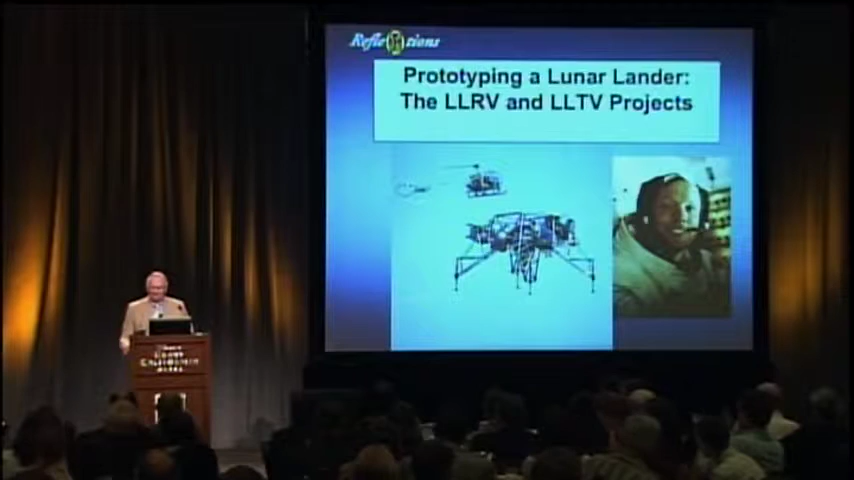 Reflections
Prototyping a Lunar Lander:
The LLRV and LLTV Projects